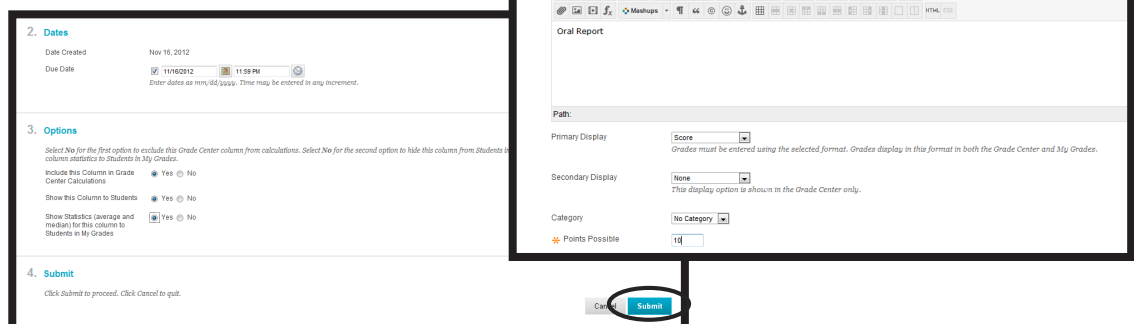 2. Dates
Date Created Nov 16, 2012
Due Date 11/16/2012 11:59 PM
Enter dates as mm/dd/yyyy. Time may be entered in any increment.
3. Options
Select No for the first option to exclude this Grade Center column from calculations. Select No for the second option to hide this column from Students in
column statistics to Students in My Grades.
Include this Column in Grade
Center Calculations
Yes No
Show this Column to Students Yes No
Show Statistics (average and
median) for this column to
Students in My Grades
Yes No
4. Submit
Click Submit to proceed. Click Cancel to quit.
Cancel Submit
Mashups HTML CSS
Oral Report
Path:
Primary Display Score
Grades must be entered using the selected format. Grades display in this format in both the Grade Center and My Grades.
Secondary Display None
This display option is shown in the Grade Center only.
Category No Category
Points Possible 10